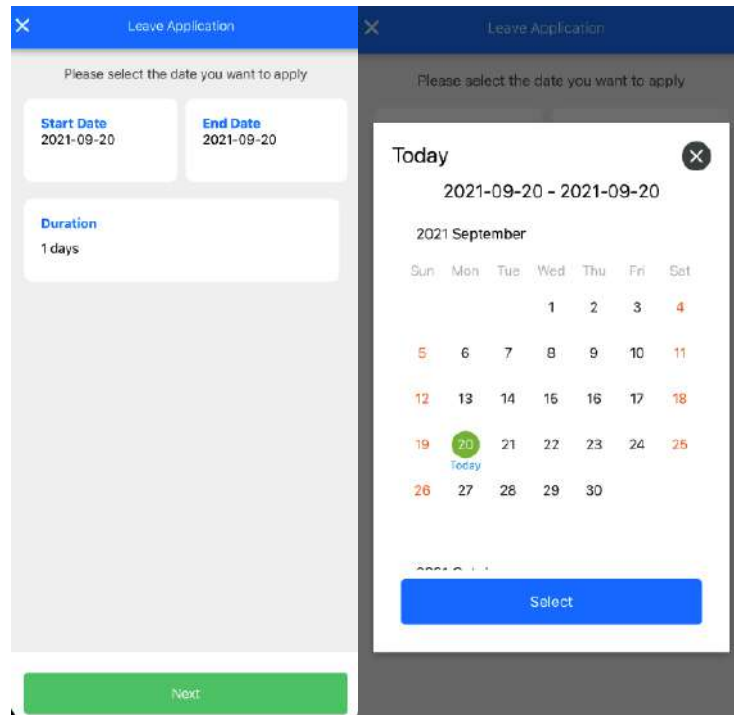 Leave Application
Please select the date you want to apply
Start Date
2021-09-20
End Date
2021-09-20
Duration
1 days
Next
Leave Application
Please select the date you want to apply
Today
2021-09-20 - 2021-09-20
2021 September
Sun Mon Tue Wed Thu Fri Sat
1 2 3 4
5 6 7 8 9 10 11
12 13 14 15 16 17 18
19 20 21 22 23 24 25
Today
26 27 28 29 30
Select